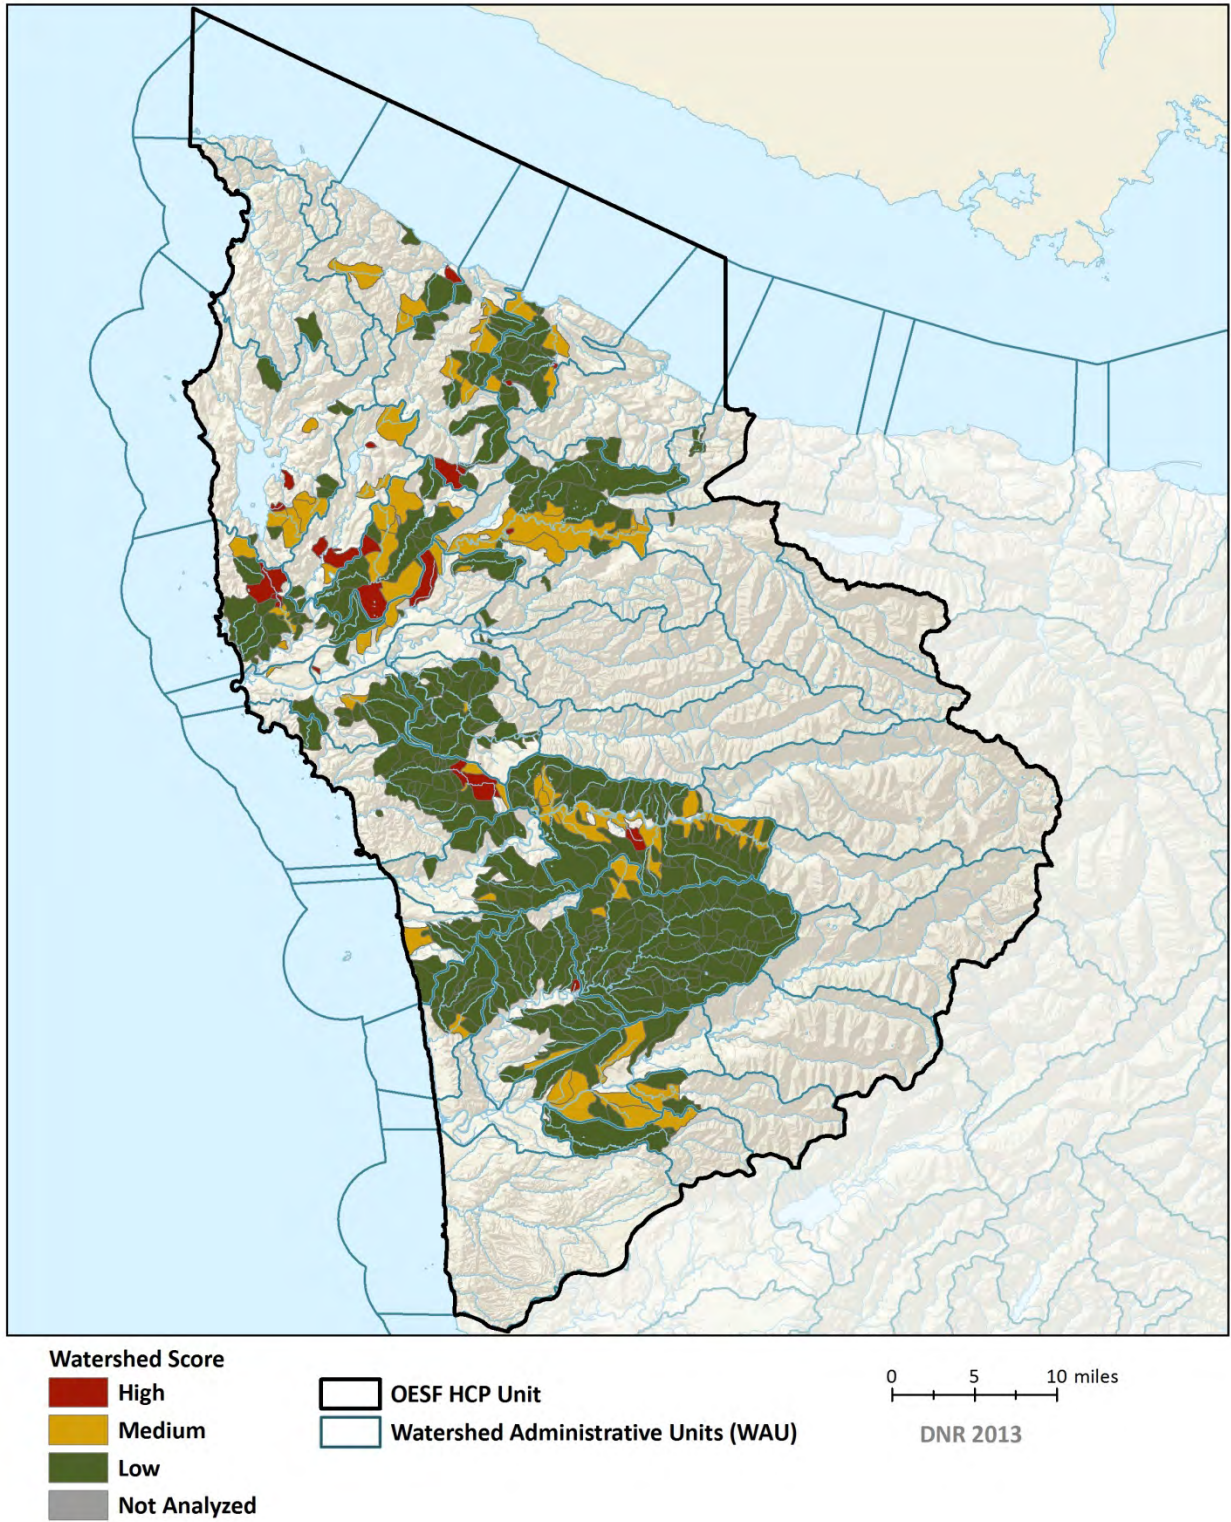 Watershed Score
High
Medium
Low
Not Analyzed
OESF HCP Unit
Watershed Administrative Units (WAU)
0 5 10 miles
DNR 2013